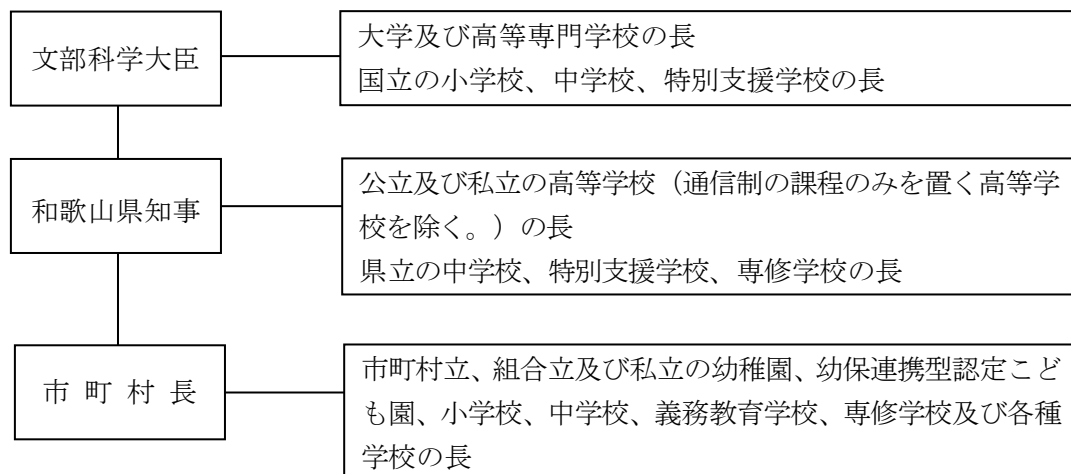 文部科学大臣
大学及び高等専門学校の長
国立の小学校、中学校、特別支援学校の長
和歌山県知事
公立及び私立の高等学校（通信制の課程のみを置く高等学
校を除く。）の長
県立の中学校、特別支援学校、専修学校の長
市 町 村 長
市町村立、組合立及び私立の幼稚園、幼保連携型認定こど
も園、小学校、中学校、義務教育学校、専修学校及び各種
学校の長